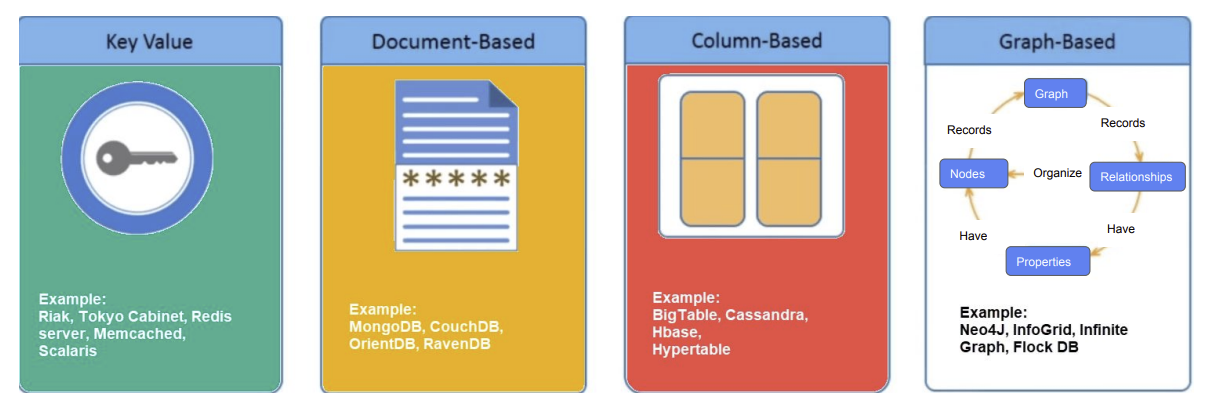 Key Value
Example:
Riak, Tokyo Cabinet, Redis
server, Memcached,
Scalaris
Document-Based
*****
Example:
MongoDB, CouchDB,
OrientDB, RavenDB
Column-Based
Example:
BigTable, Cassandra,
Hbase,
Hypertable
Graph-Based
Graph
Records
Records
Nodes
Organize
Relationships
Have
Have
Properties
Example:
Neo4J, InfoGrid, Infinite
Graph, Flock DB